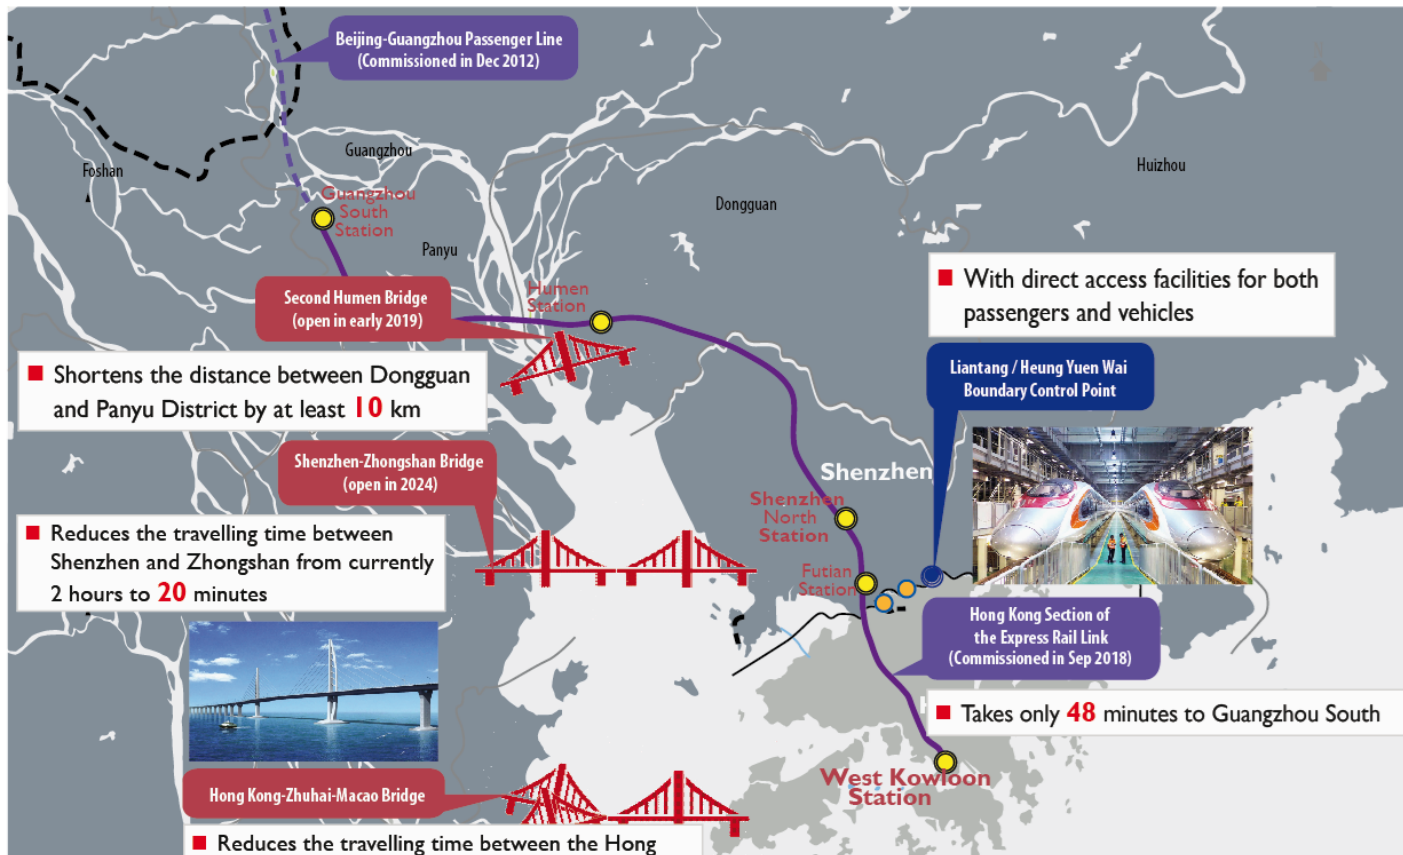 Beijing-Guangzhou Passenger Line
(Commissioned in Dec 2012)
Foshan
Guangzhou
Huizhou
Guangzhou
South
Station
Dongguan
Panyu
Second Humen Bridge
(open in early 2019)
Humen
Station
■ With direct access facilities for both
passengers and vehicles
■ Shortens the distance between Dongguan
and Panyu District by at least 10 km
Liantang / Heung Yuen Wai
Boundary Control Point
Shenzhen-Zhongshan Bridge
(open in 2024)
Shenzhen
Shenzhen
North
Station
■ Reduces the travelling time between
Shenzhen and Zhongshan from currently
2 hours to 20 minutes
Futian
Station
Hong Kong Section of
the Express Rail Link
(Commissioned in Sep 2018)
■ Takes only 48 minutes to Guangzhou South
West Kowloon
Station
Hong Kong-Zhuhai-Macao Bridge
■ Reduces the travelling time between the Hong